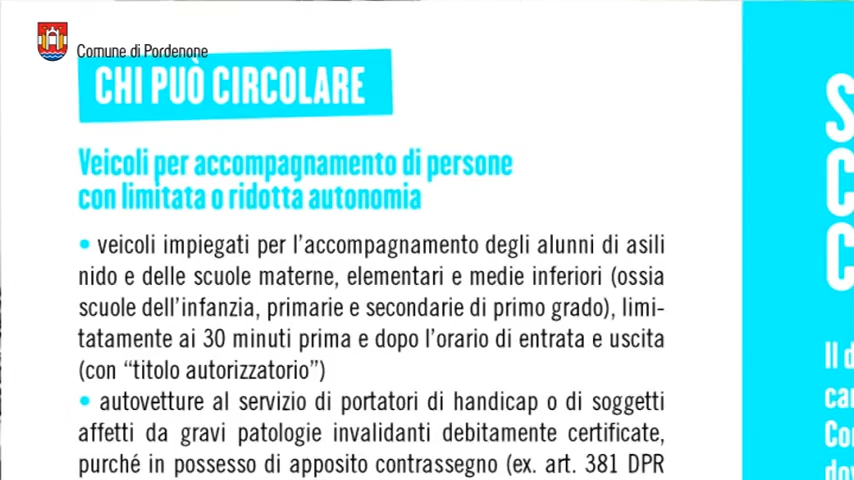 Comune di Pordenone
CHI PUÒ CIRCOLARE
Veicoli per accompagnamento di persone
con limitata o ridotta autonomia
• veicoli impiegati per l’accompagnamento degli alunni di asili
nido e delle scuole materne, elementari e medie inferiori (ossia
scuole dell’infanzia, primarie e secondarie di primo grado), limi-
tatamente ai 30 minuti prima e dopo l’orario di entrata e uscita
(con “titolo autorizzatorio”)
• autovetture al servizio di portatori di handicap o di soggetti
affetti da gravi patologie invalidanti debitamente certificate,
purché in possesso di apposito contrassegno (ex. art. 381 DPR
S
C
C
Il d